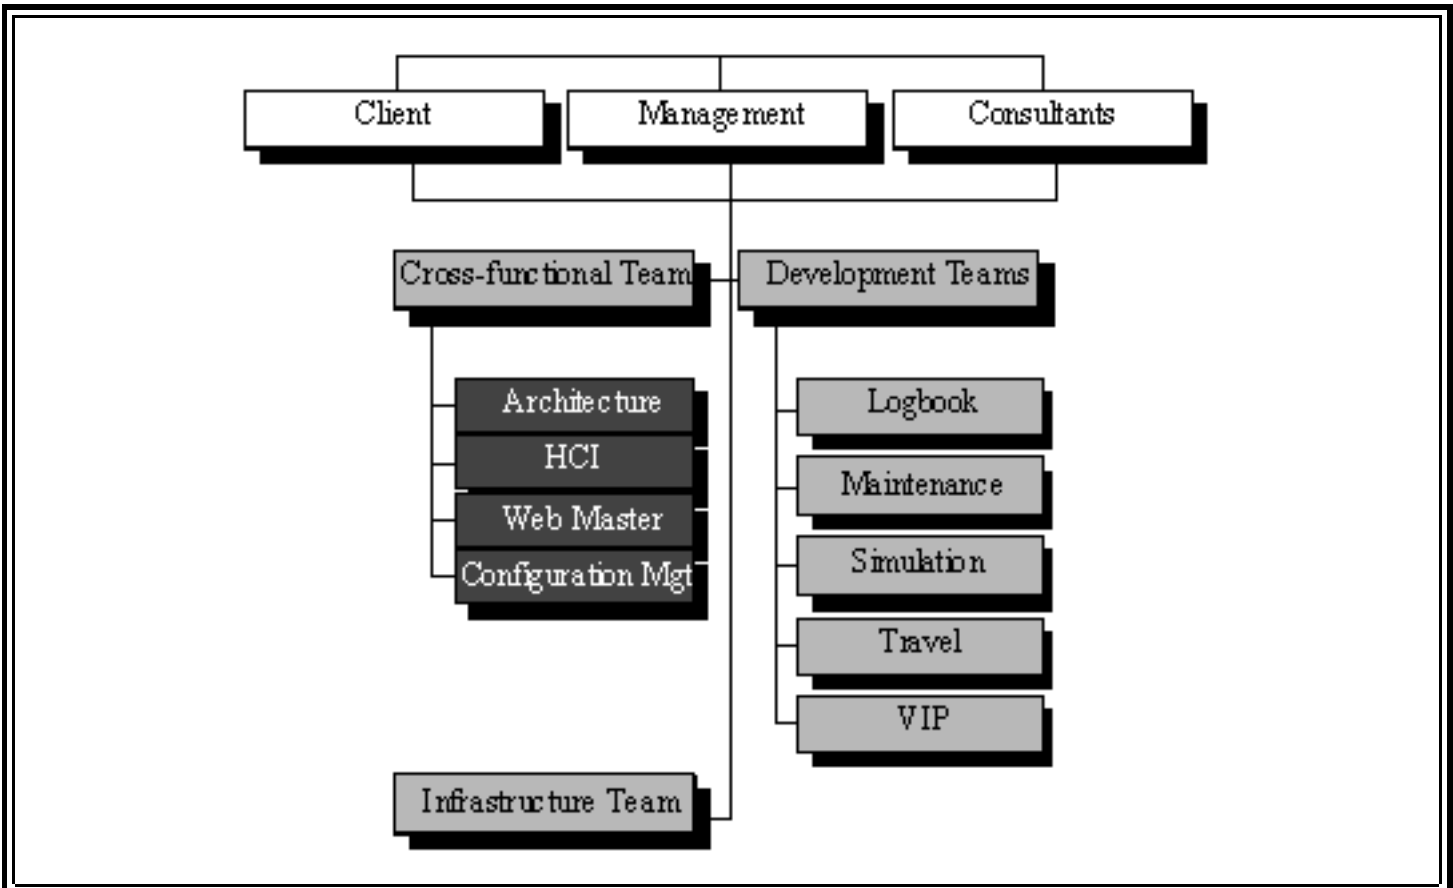 Client
Management
Consultants
Cross-functional Team
Development Teams
Architecture
HCI
Web Master
Configuration Mgt
Logbook
Maintenance
Simulation
Travel
VIP
Infrastructure Team